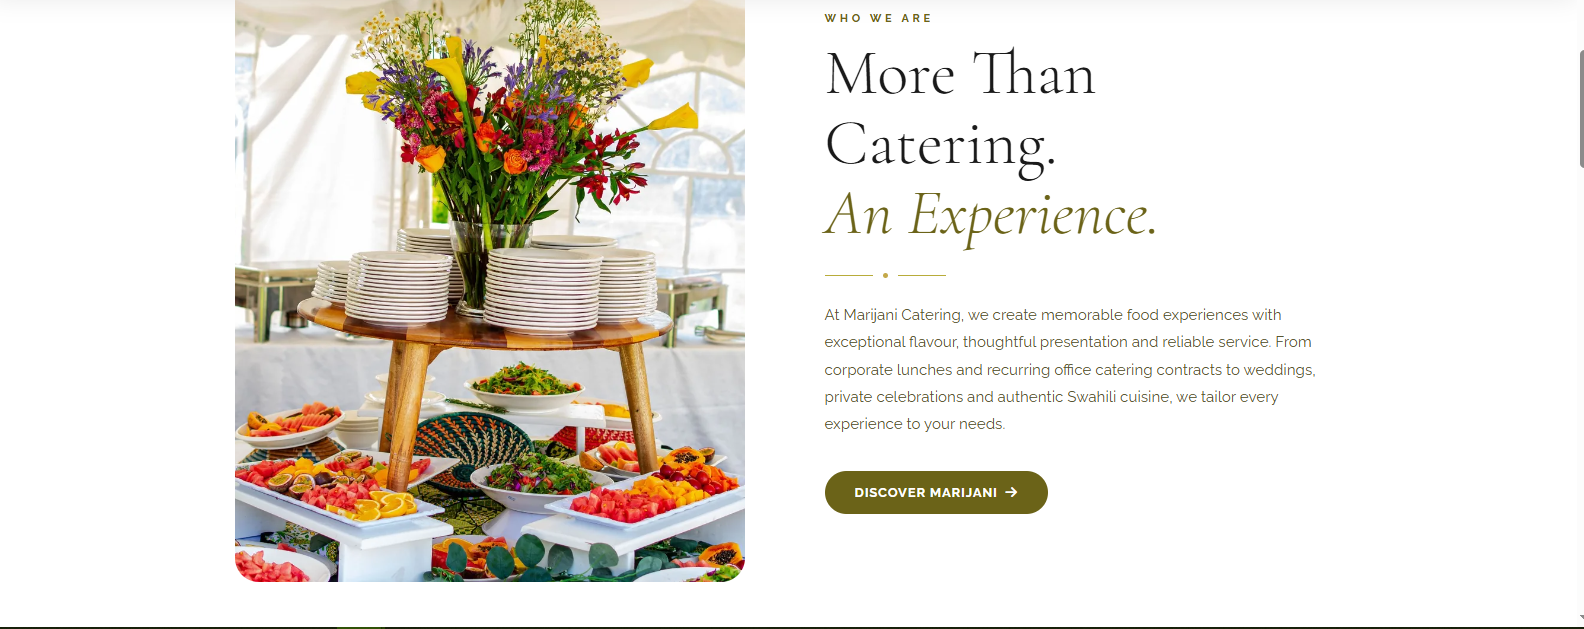 WHO WE ARE
More Than
Catering.
An Experience.
At Marijani Catering, we create memorable food experiences with
exceptional flavour, thoughtful presentation and reliable service. From
corporate lunches and recurring office catering contracts to weddings,
private celebrations and authentic Swahili cuisine, we tailor every
experience to your needs.
DISCOVER MARIJANI →